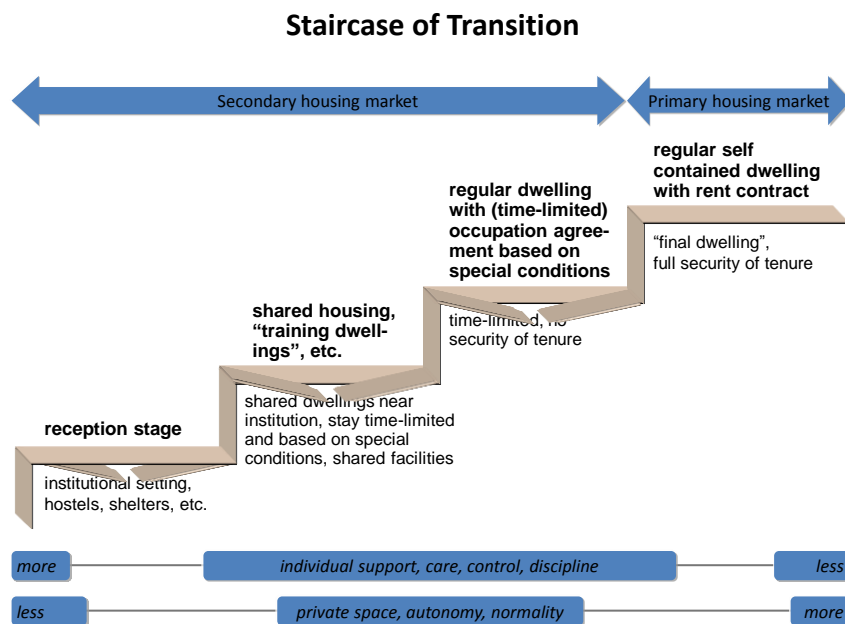 Staircase of Transition
Secondary housing market
Primary housing market
regular self
contained dwelling
with rent contract
regular dwelling
with (time-limited)
occupation agree-
ment based on
special conditions
“final dwelling”,
full security of tenure
shared housing,
“training dwell-
ings”, etc.
time-limited, no
security of tenure
reception stage
shared dwellings near
institution, stay time-limited
and based on special
conditions, shared facilities
institutional setting,
hostels, shelters, etc.
more
individual support, care, control, discipline
less
less
private space, autonomy, normality
more